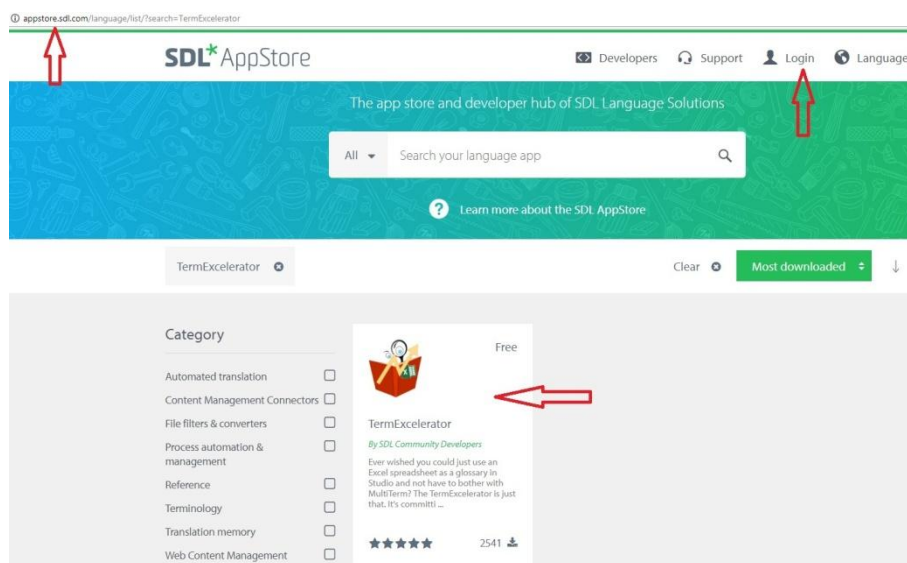 appstore.sdl.com/language/list/?search=TermExcelerator
SDL* AppStore
Developers
Support
Login
Language
The app store and developer hub of SDL Language Solutions
All
Search your language app
? Learn more about the SDL AppStore
TermExcelerator
Clear
Most downloaded
Category
Automated translation
Content Management Connectors
File filters & converters
Process automation &
management
Reference
Terminology
Translation memory
Web Content Management
Free
TermExcelerator
By SDL Community Developers
Ever wished you could just use an
Excel spreadsheet as a glossary in
Studio and not have to bother with
MultiTerm? The TermExcelerator is just
that. It's committi ...
2541